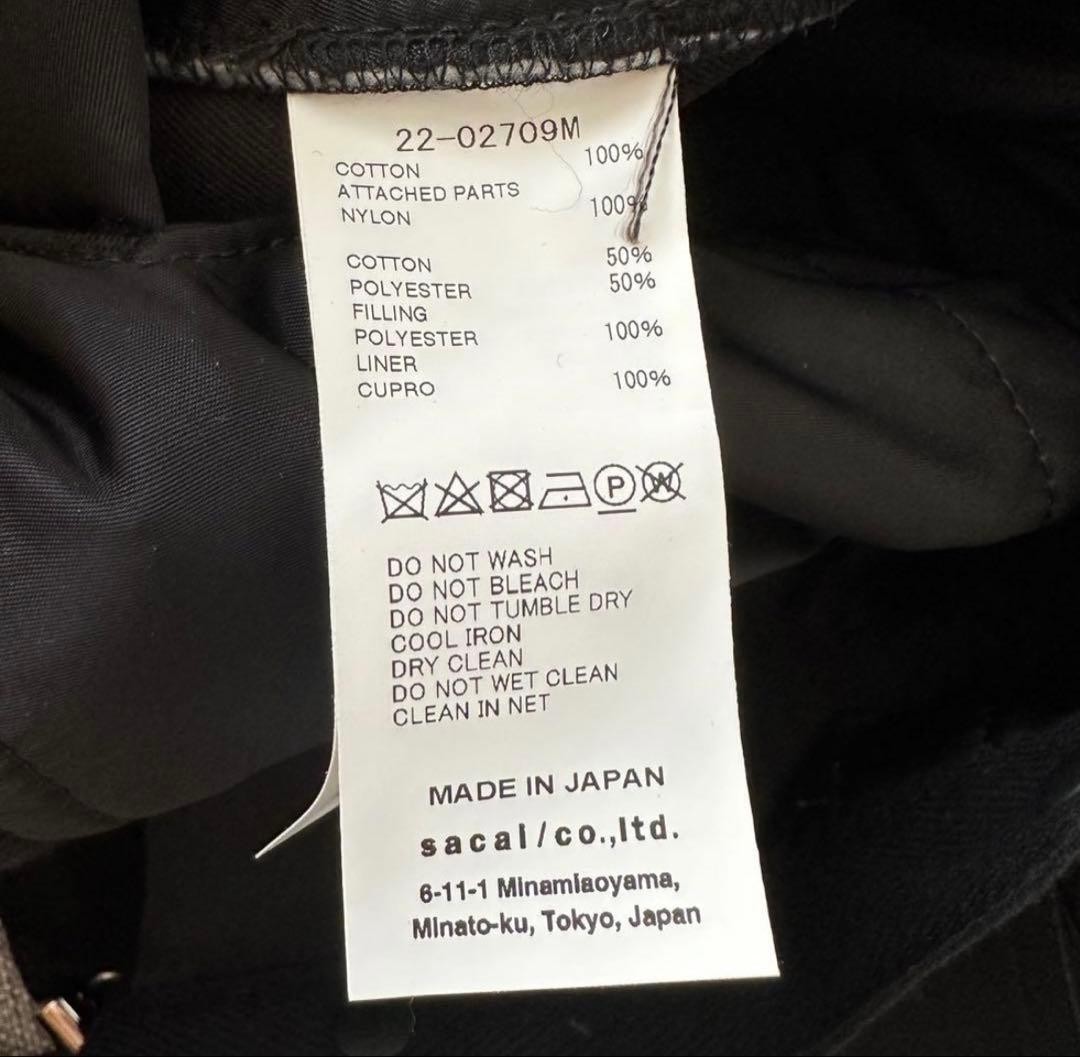 22-02709M
COTTON 100%
ATTACHED PARTS
NYLON 100%
COTTON 50%
POLYESTER 50%
FILLING
POLYESTER 100%
LINER
CUPRO 100%
P W
DO NOT WASH
DO NOT BLEACH
DO NOT TUMBLE DRY
COOL IRON
DRY CLEAN
DO NOT WET CLEAN
CLEAN IN NET
MADE IN JAPAN
sacaI/co.,ltd.
6-11-1 Minamiaoyama,
Minato-ku, Tokyo, Japan